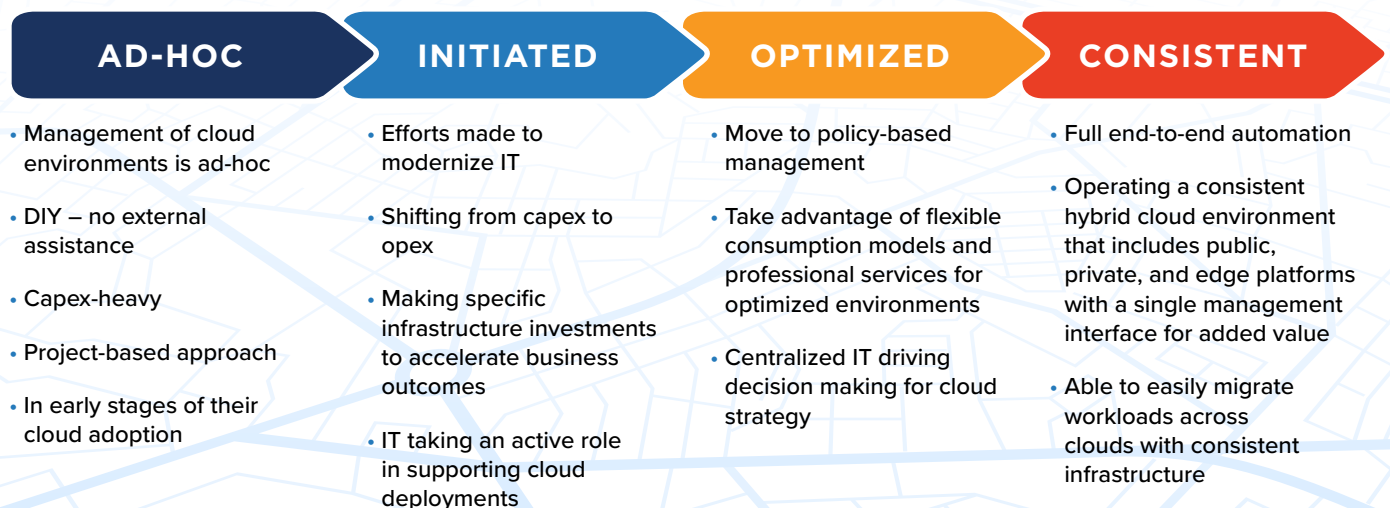 AD-HOC
• Management of cloud
environments is ad-hoc
• DIY – no external
assistance
• Capex-heavy
• Project-based approach
• In early stages of their
cloud adoption
INITIATED
• Efforts made to
modernize IT
• Shifting from capex to
opex
• Making specific
infrastructure investments
to accelerate business
outcomes
• IT taking an active role
in supporting cloud
deployments
OPTIMIZED
• Move to policy-based
management
• Take advantage of flexible
consumption models and
professional services for
optimized environments
• Centralized IT driving
decision making for cloud
strategy
CONSISTENT
• Full end-to-end automation
• Operating a consistent
hybrid cloud environment
that includes public,
private, and edge platforms
with a single management
interface for added value
• Able to easily migrate
workloads across
clouds with consistent
infrastructure